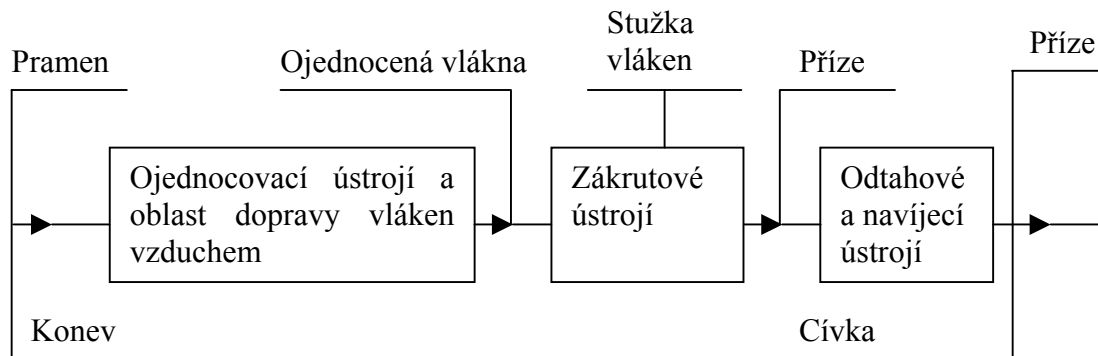 Pramen
Ojednocená vlákna
Stužka
vláken
Příze
Příze
Ojednocovací ústrojí a
oblast dopravy vláken
vzduchem
Zákrutové
ústrojí
Odtahové
a navíjecí
ústrojí
Konev
Cívka